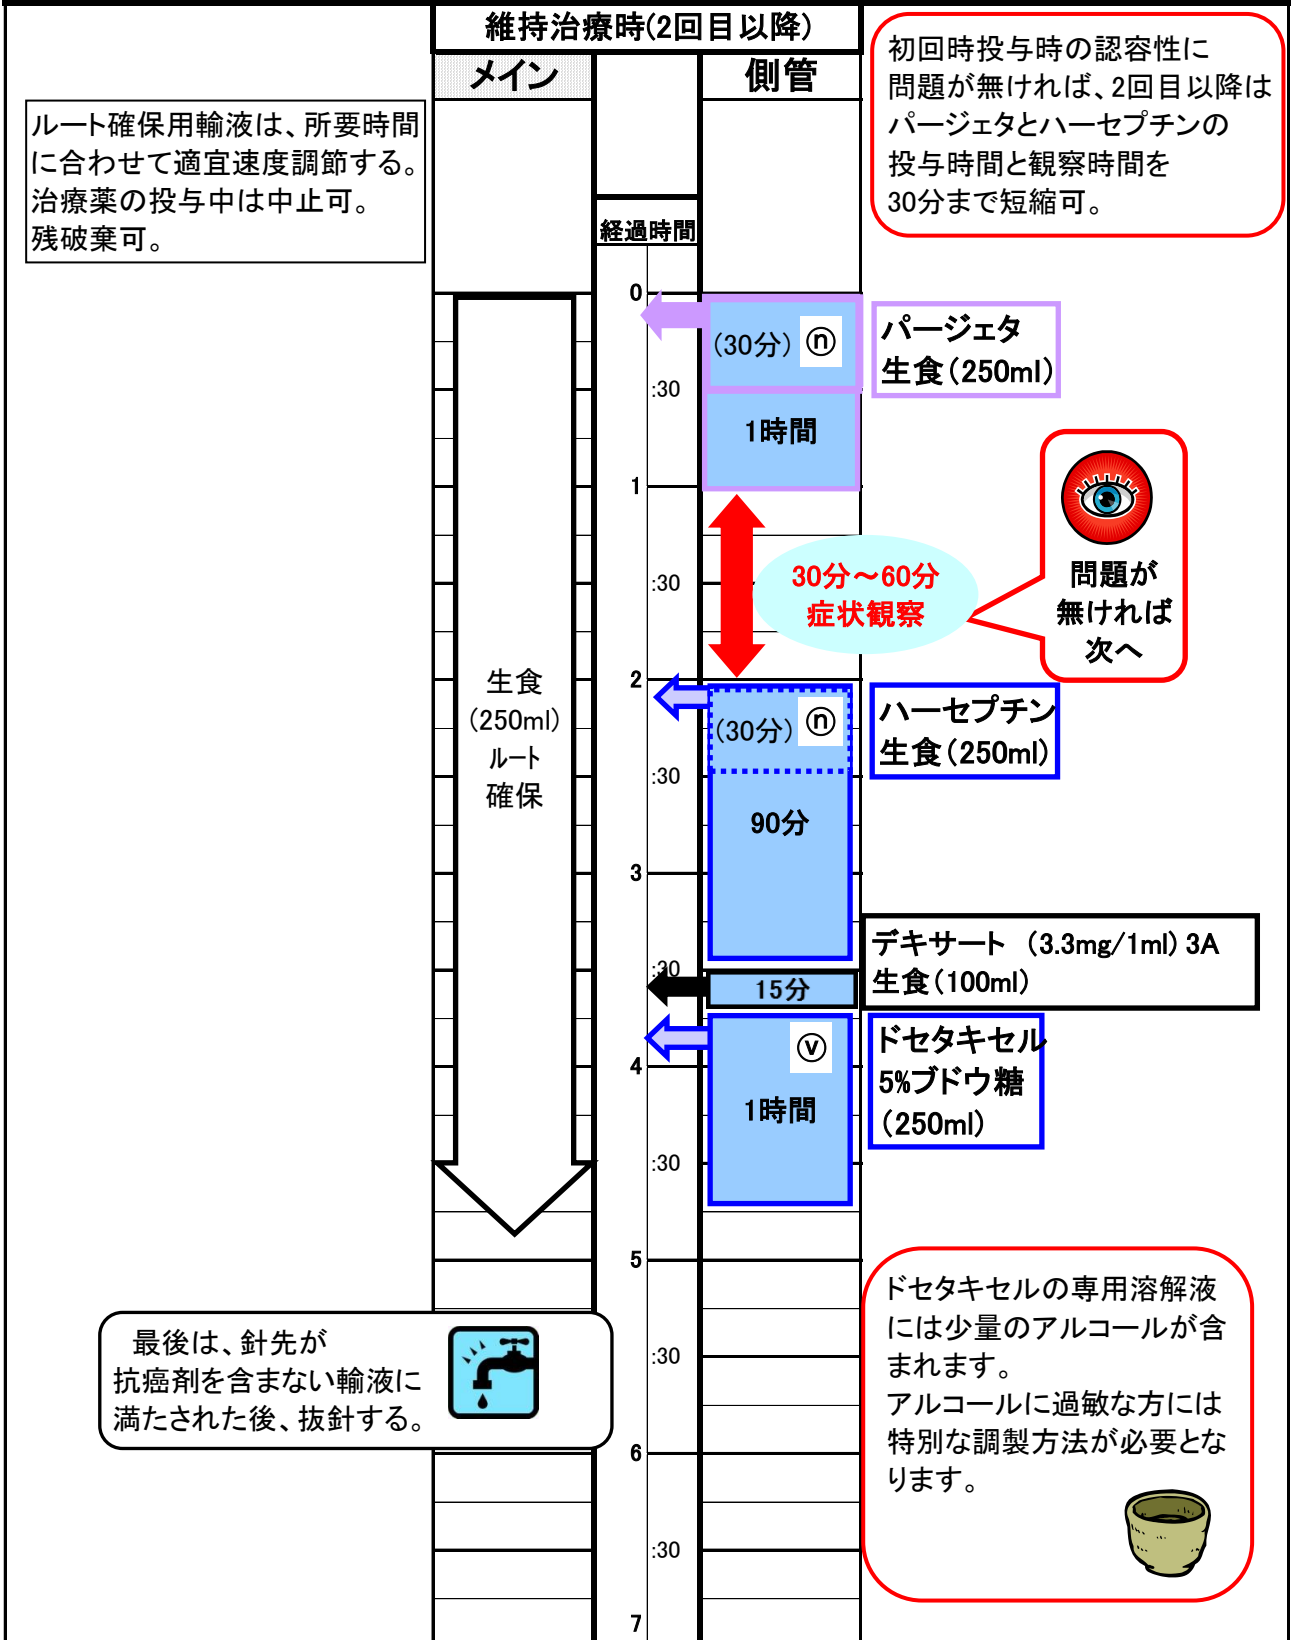 維持治療時(2回目以降)
メイン
側管
初回時投与時の認容性に
問題が無ければ、2回目以降は
パージェタとハーセプチンの
投与時間と観察時間を
30分まで短縮可。
ルート確保用輸液は、所要時間
に合わせて適宜速度調節する。
治療薬の投与中は中止可。
残破棄可。
経過時間
0
(30分) ⓝ
パージェタ
生食(250ml)
:30
1時間
1
:30
30分～60分
症状観察
問題が
無ければ
次へ
2
生食
(250ml)
ルート
確保
(30分) ⓝ
ハーセプチン
生食(250ml)
:30
90分
3
:30
15分
デキサート (3.3mg/1ml) 3A
生食(100ml)
ⓥ
ドセタキセル
5%ブドウ糖
(250ml)
4
1時間
:30
5
ドセタキセルの専用溶解液
には少量のアルコールが含
まれます。
アルコールに過敏な方には
特別な調製方法が必要とな
ります。
最後は、針先が
抗癌剤を含まない輸液に
満たされた後、抜針する。
:30
6
:30
7